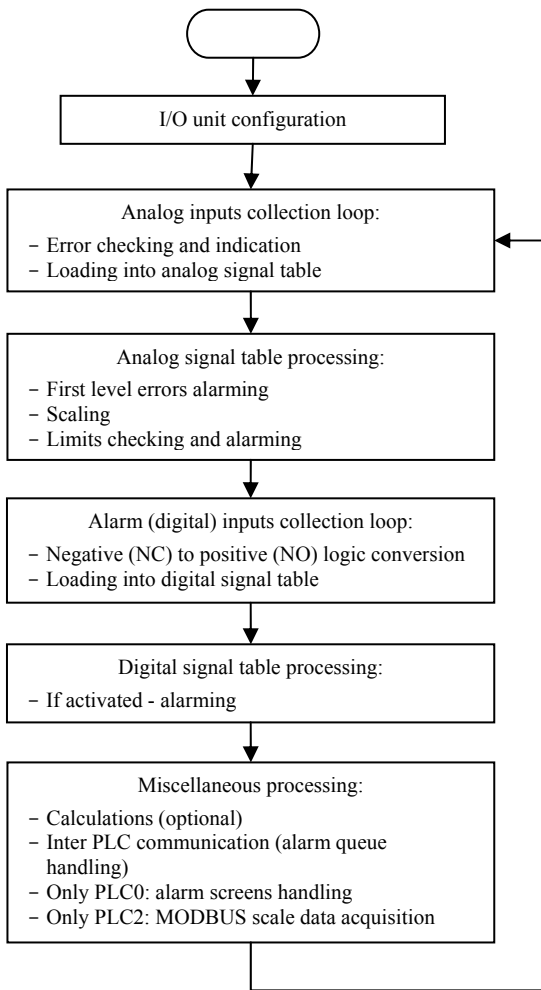 I/O unit configuration
Analog inputs collection loop:
− Error checking and indication
− Loading into analog signal table
Analog signal table processing:
− First level errors alarming
− Scaling
− Limits checking and alarming
Alarm (digital) inputs collection loop:
− Negative (NC) to positive (NO) logic conversion
− Loading into digital signal table
Digital signal table processing:
− If activated - alarming
Miscellaneous processing:
− Calculations (optional)
− Inter PLC communication (alarm queue
handling)
− Only PLC0: alarm screens handling
− Only PLC2: MODBUS scale data acquisition